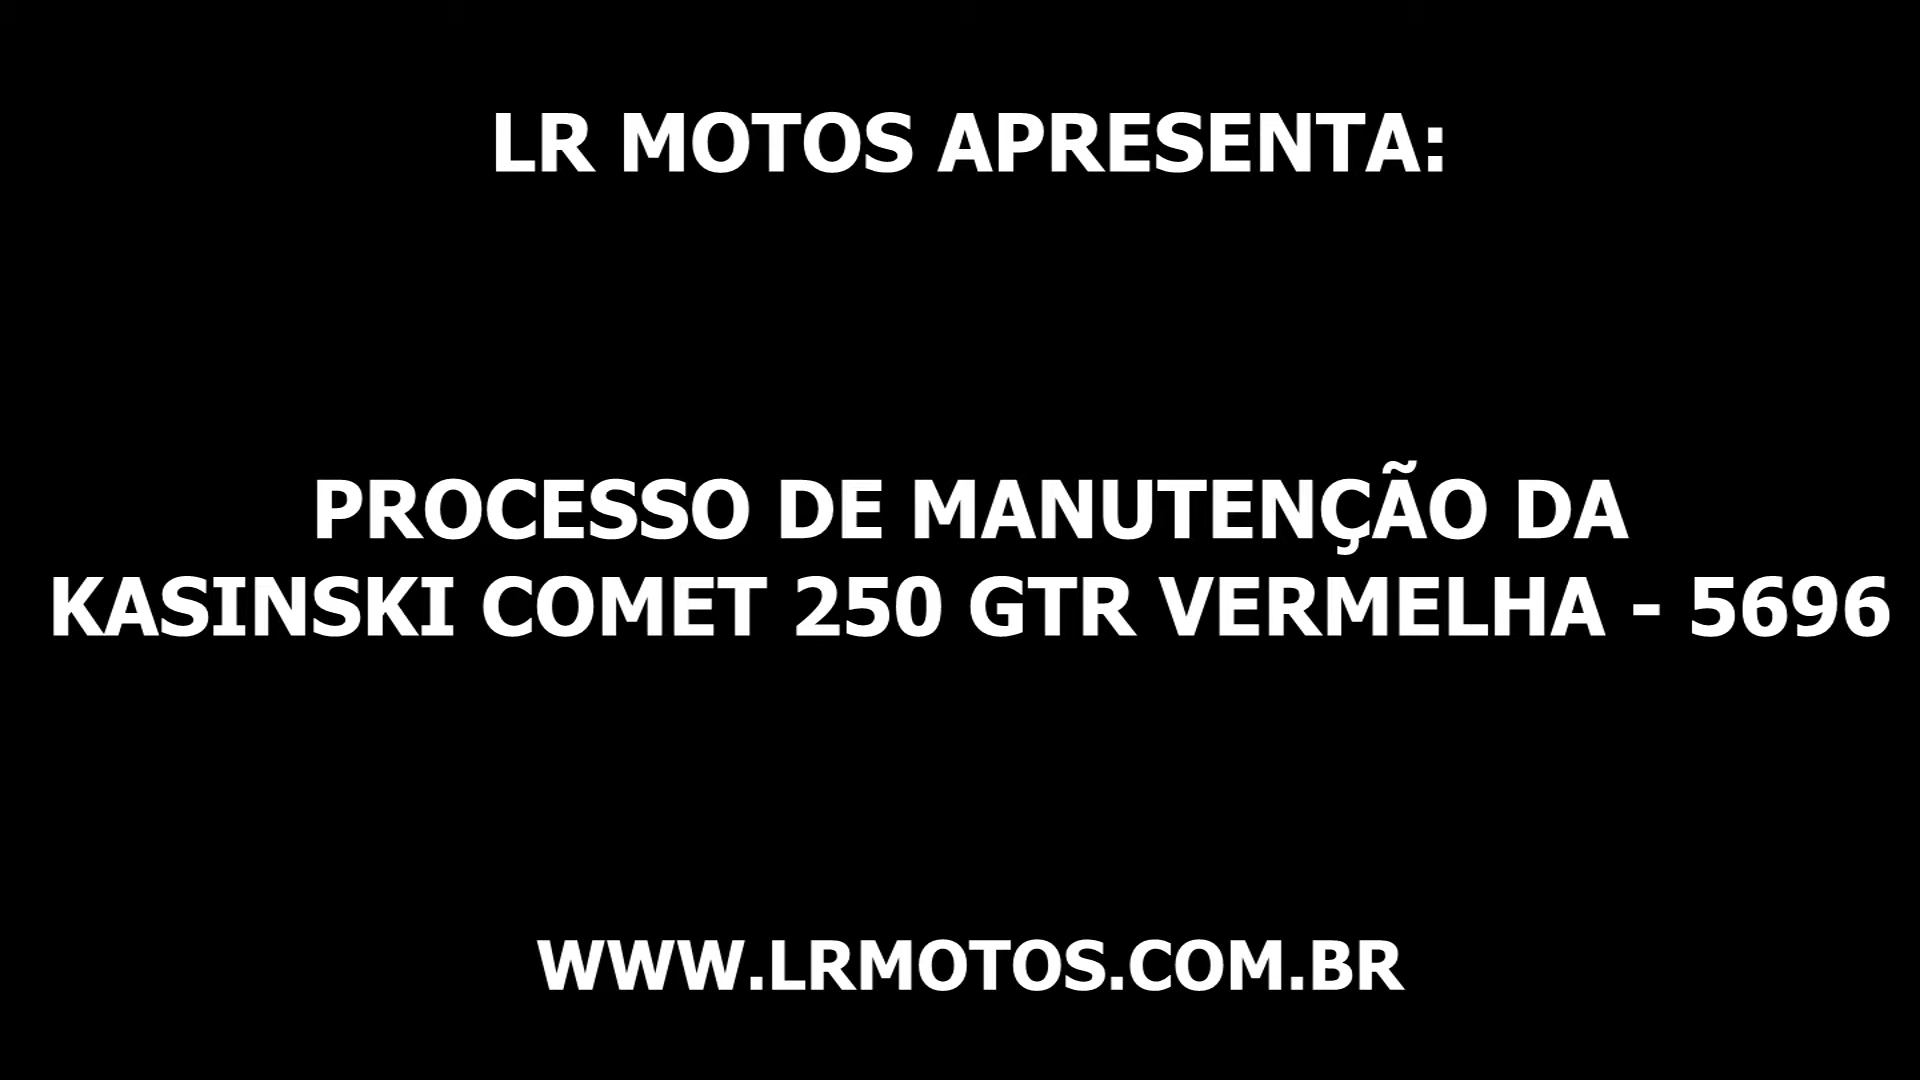 LR MOTOS APRESENTA:
PROCESSO DE MANUTENÇÃO DA
KASINSKI COMET 250 GTR VERMELHA - 5696
WWW.LRMOTOS.COM.BR